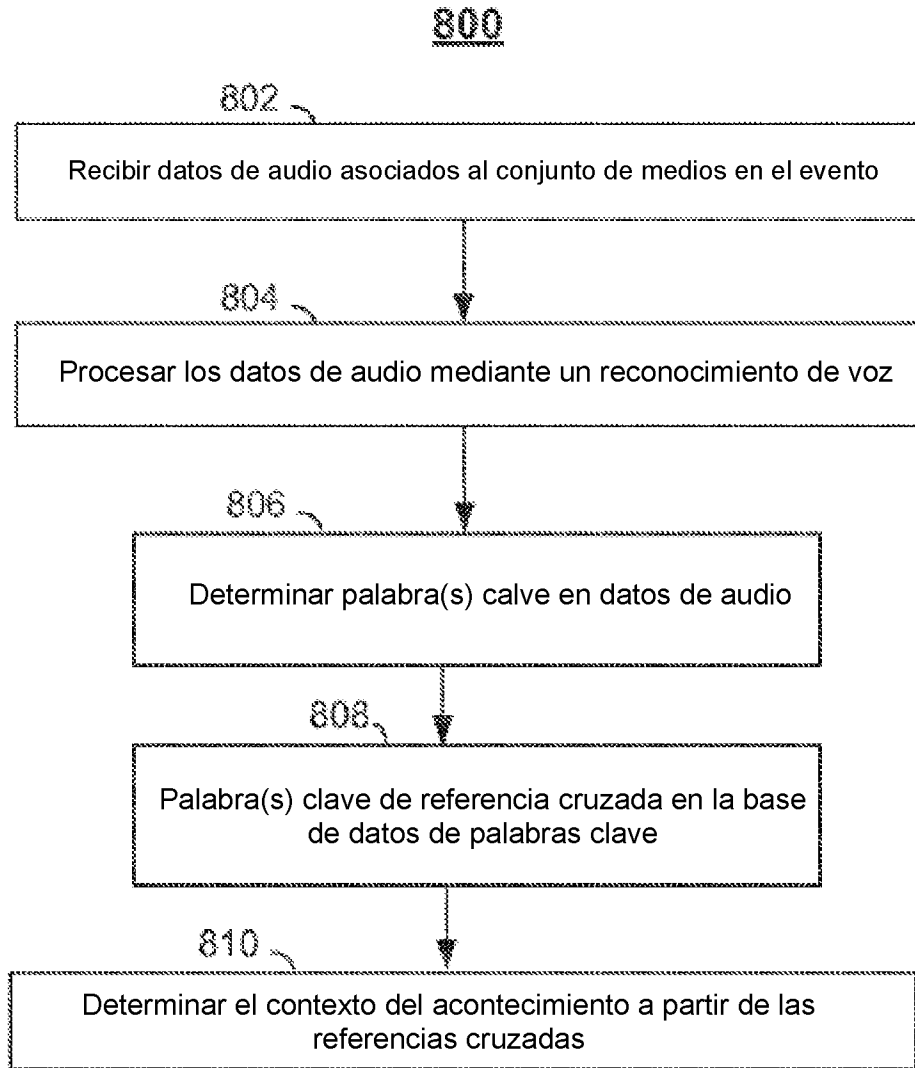 800
802
Recibir datos de audio asociados al conjunto de medios en el evento
804
Procesar los datos de audio mediante un reconocimiento de voz
806
Determinar palabra(s) calve en datos de audio
808
Palabra(s) clave de referencia cruzada en la base
de datos de palabras clave
810
Determinar el contexto del acontecimiento a partir de las
referencias cruzadas